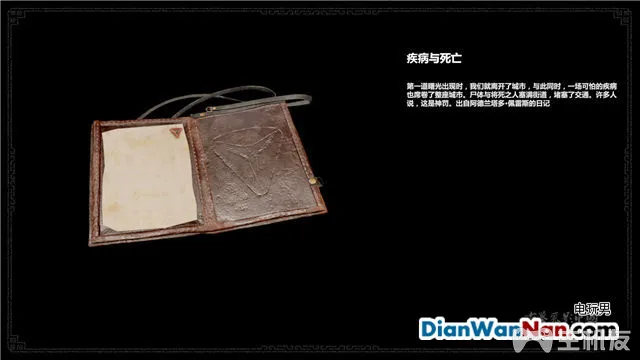 疾病与死亡
第一道曙光出现时，我们就离开了城市，与此同时，一场可怕的疾病
也席卷了整座城市。尸体与将死之人塞满街道，堵塞了交通。许多人
说，这是神罚。出自阿德兰塔多·佩雷斯的日记
电玩男
DianWanNan.com